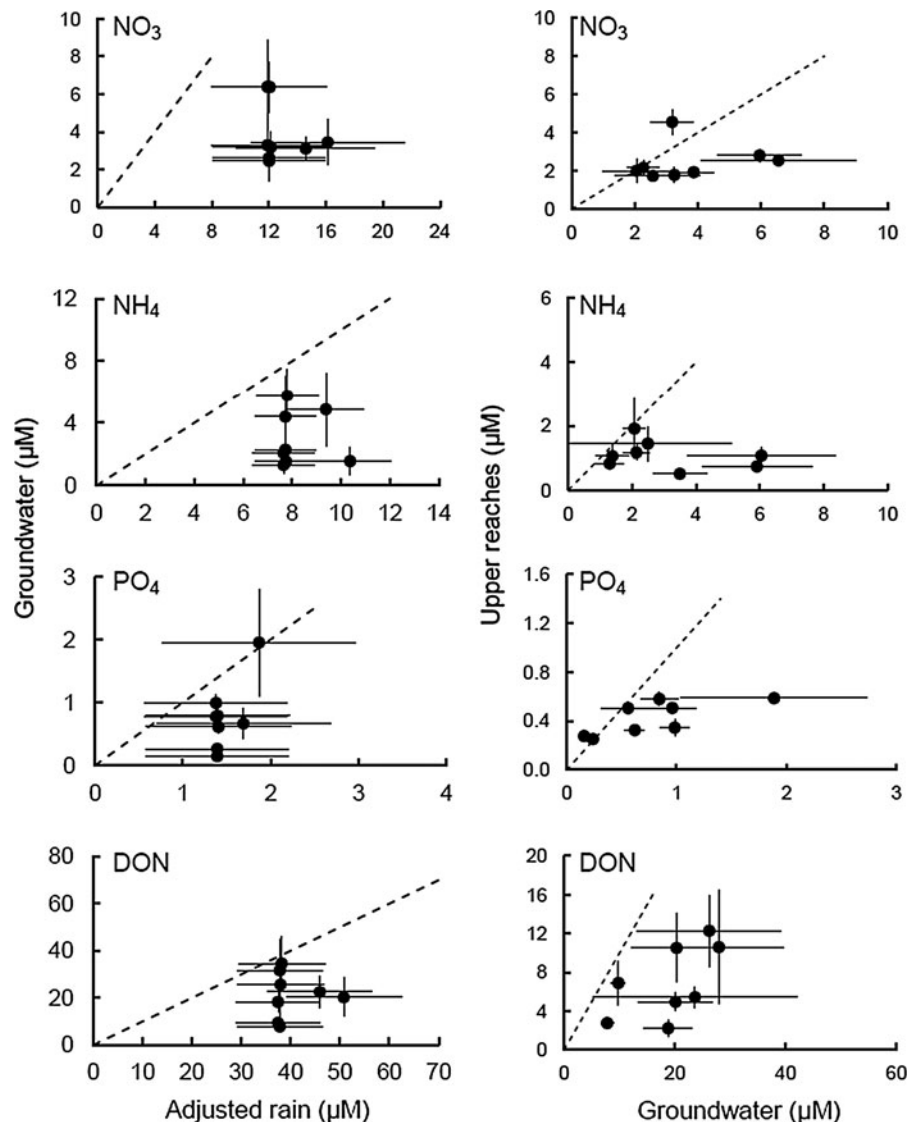 NO₃
10
8
6
4
2
0
0 4 8 12 16 20 24
NO₃
10
8
6
4
2
0
0 2 4 6 8 10
NH₄
12
8
4
0
0 2 4 6 8 10 12 14
NH₄
6
4
2
0
0 2 4 6 8 10
Groundwater (µM)
Upper reaches (µM)
PO₄
3
2
1
0
0 1 2 3 4
PO₄
1.6
1.2
0.8
0.4
0.0
0 1 2 3
DON
80
60
40
20
0
0 10 20 30 40 50 60 70
Adjusted rain (µM)
DON
20
16
12
8
4
0
0 20 40 60
Groundwater (µM)